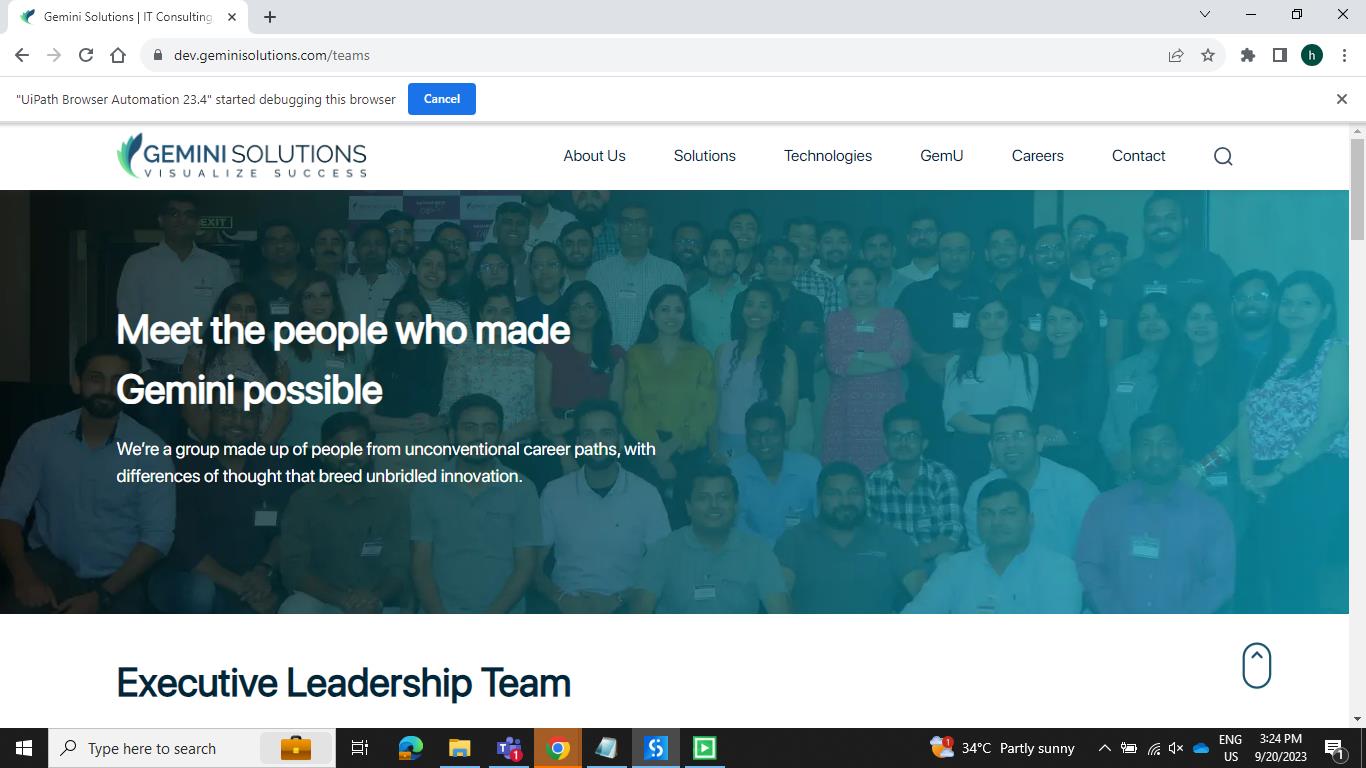 Gemini Solutions | IT Consulting
dev.geminisolutions.com/teams
h
"UiPath Browser Automation 23.4" started debugging this browser
Cancel
GEMINI SOLUTIONS
VISUALIZE SUCCESS
About Us
Solutions
Technologies
GemU
Careers
Contact
EXIT
Meet the people who made
Gemini possible
We’re a group made up of people from unconventional career paths, with
differences of thought that breed unbridled innovation.
Executive Leadership Team
Type here to search
1
1
34°C Partly sunny
ENG
US
3:24 PM
9/20/2023
1